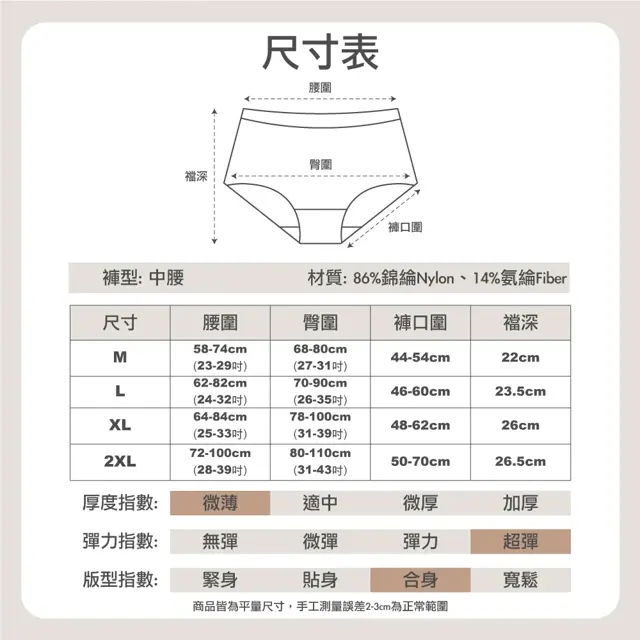 尺寸表
腰圍
臀圍
襠深
褲口圍
褲型: 中腰 材質: 86%錦綸Nylon、14%氨綸Fiber
尺寸 腰圍 臀圍 褲口圍 襠深
M 58-74cm (23-29吋) 68-80cm (27-31吋) 44-54cm 22cm
L 62-82cm (24-32吋) 70-90cm (26-35吋) 46-60cm 23.5cm
XL 64-84cm (25-33吋) 78-100cm (31-39吋) 48-62cm 26cm
2XL 72-100cm (28-39吋) 80-110cm (31-43吋) 50-70cm 26.5cm
厚度指數: 微薄 適中 微厚 加厚
彈力指數: 無彈 微彈 彈力 超彈
版型指數: 緊身 貼身 合身 寬鬆
商品皆為平量尺寸，手工測量誤差2-3cm為正常範圍